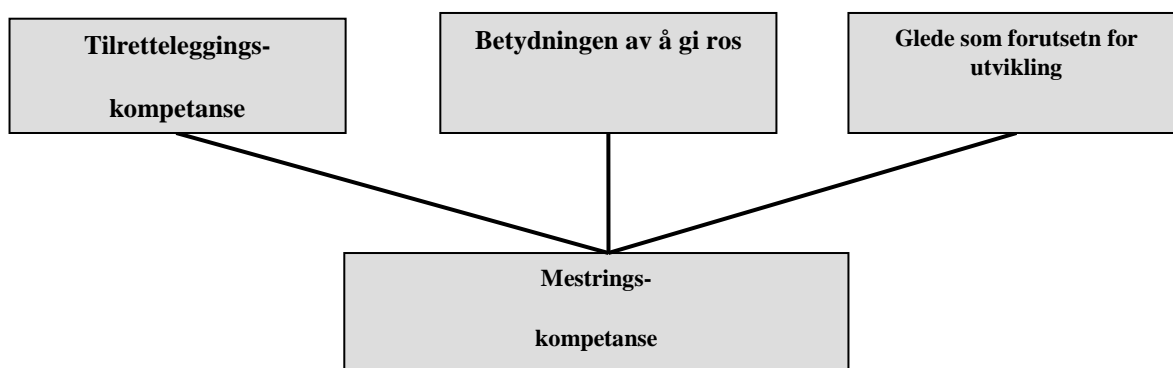 Tilretteleggings-
kompetanse
Betydningen av å gi ros
Glede som forutsetn for
utvikling
Mestrings-
kompetanse